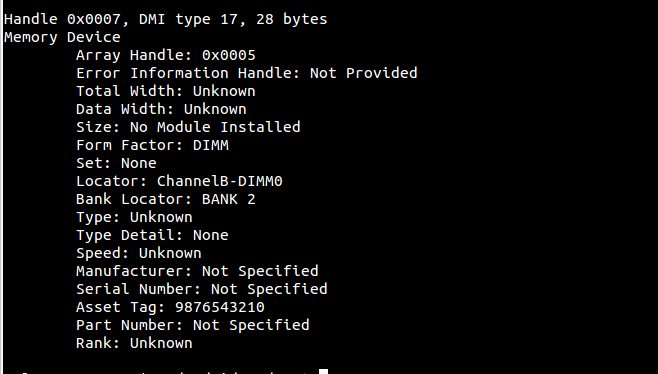 Handle 0x0007, DMI type 17, 28 bytes
Memory Device
Array Handle: 0x0005
Error Information Handle: Not Provided
Total Width: Unknown
Data Width: Unknown
Size: No Module Installed
Form Factor: DIMM
Set: None
Locator: ChannelB-DIMM0
Bank Locator: BANK 2
Type: Unknown
Type Detail: None
Speed: Unknown
Manufacturer: Not Specified
Serial Number: Not Specified
Asset Tag: 9876543210
Part Number: Not Specified
Rank: Unknown